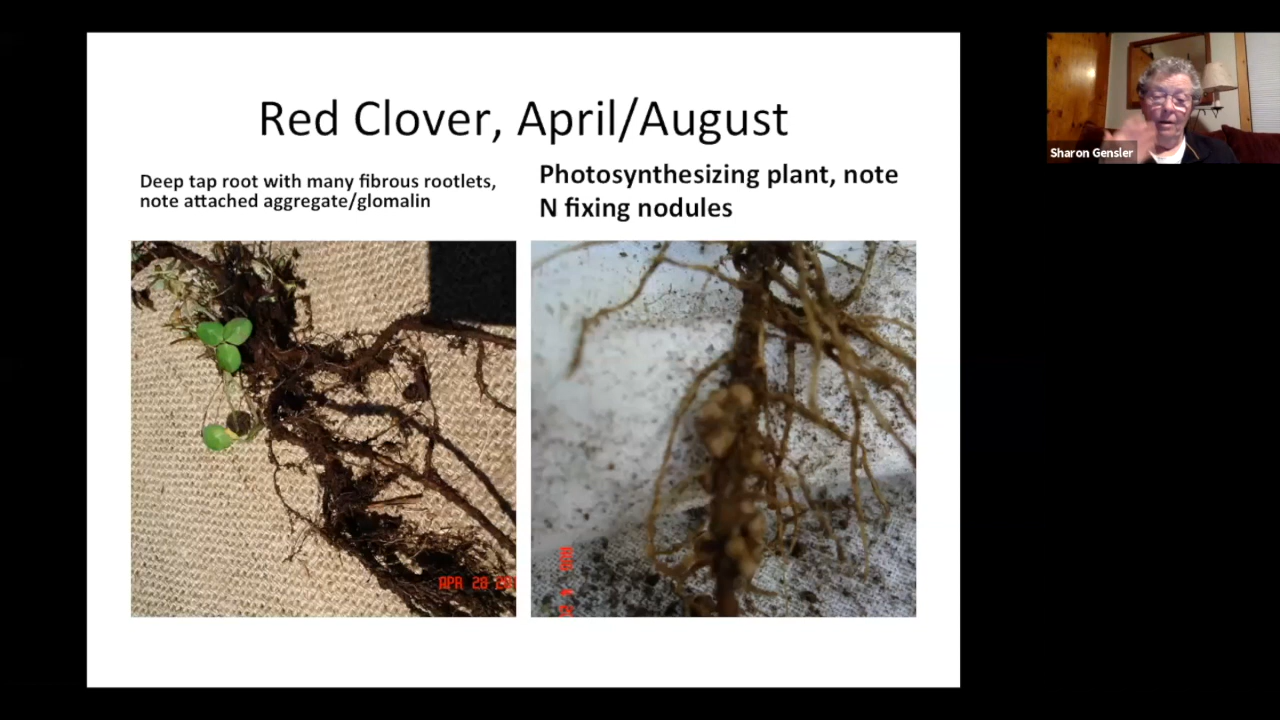 Red Clover, April/August
Deep tap root with many fibrous rootlets,
note attached aggregate/glomalin
Photosynthesizing plant, note
N fixing nodules
APR 28
Sharon Gensler